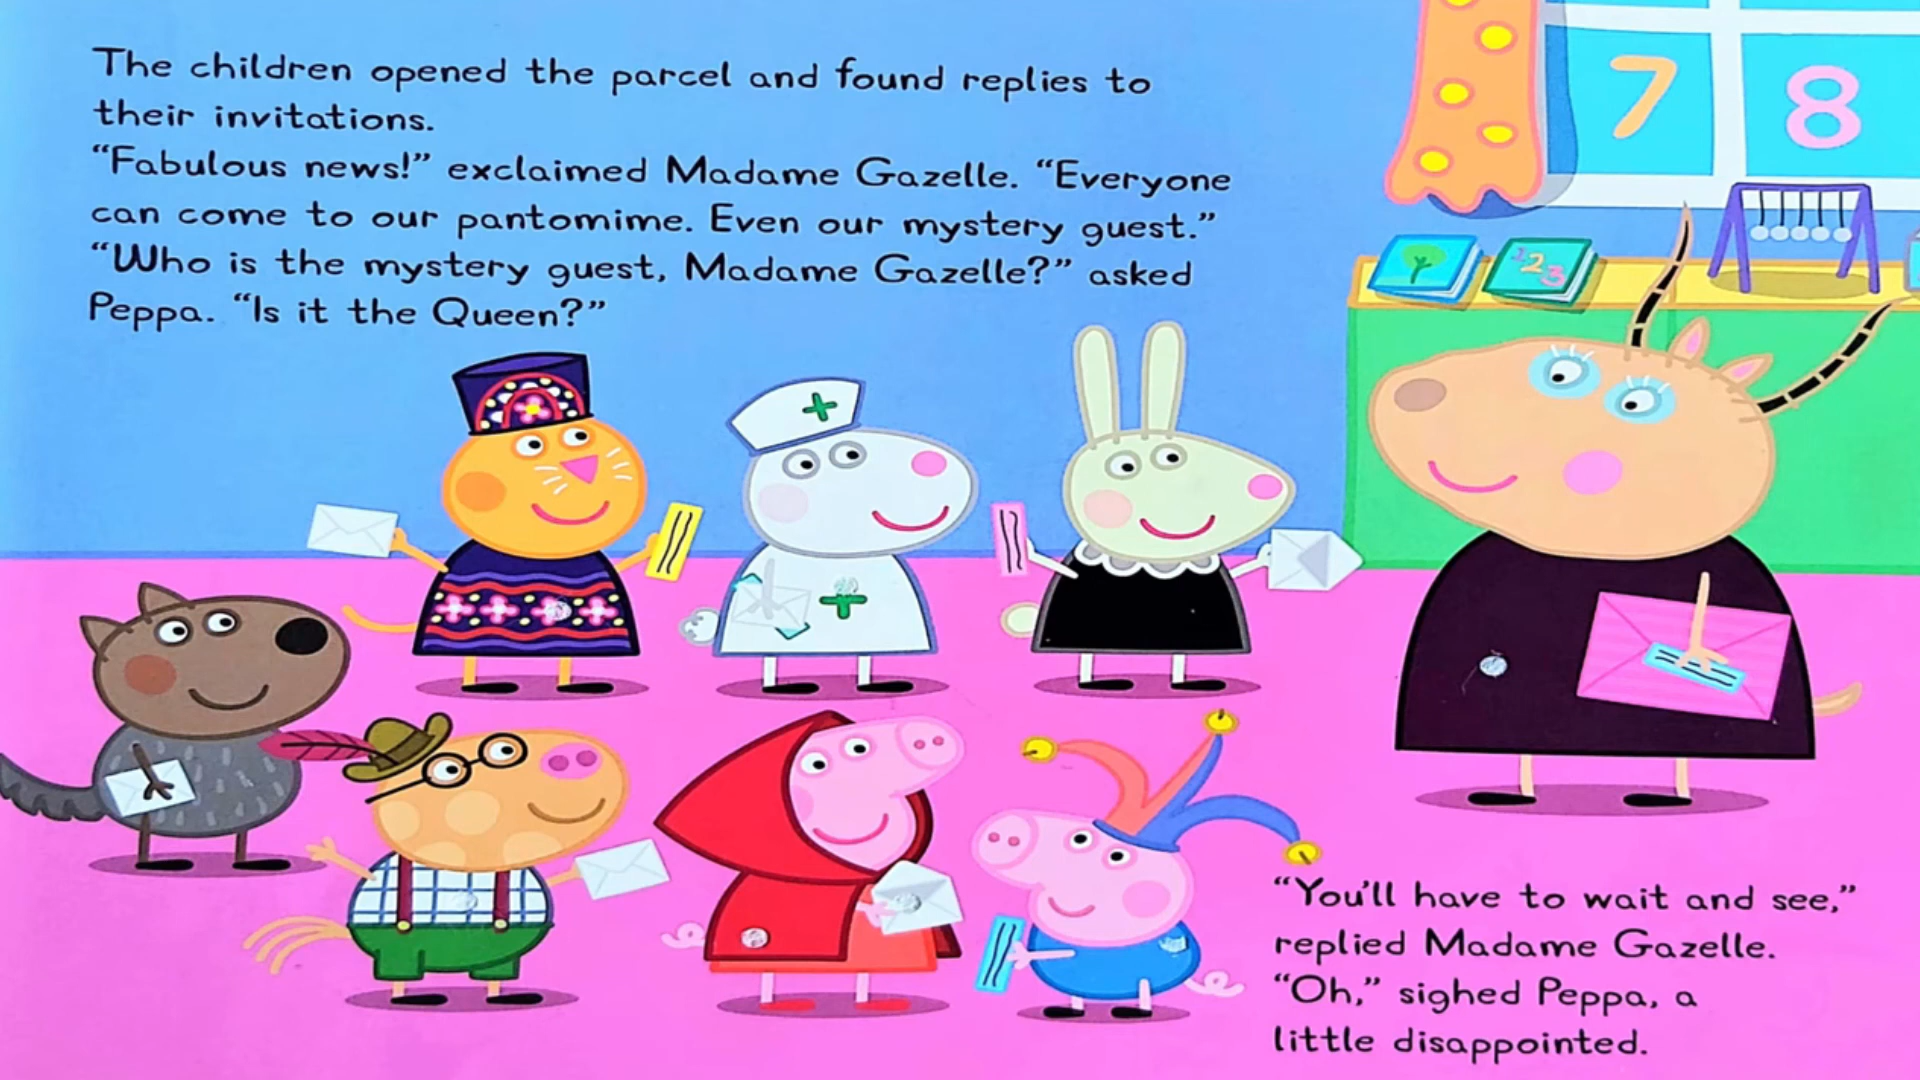 The children opened the parcel and found replies to
their invitations.
“Fabulous news!” exclaimed Madame Gazelle. “Everyone
can come to our pantomime. Even our mystery guest.”
“Who is the mystery guest, Madame Gazelle?” asked
Peppa. “Is it the Queen?”
7 8
123
“You’ll have to wait and see,”
replied Madame Gazelle.
“Oh,” sighed Peppa, a
little disappointed.